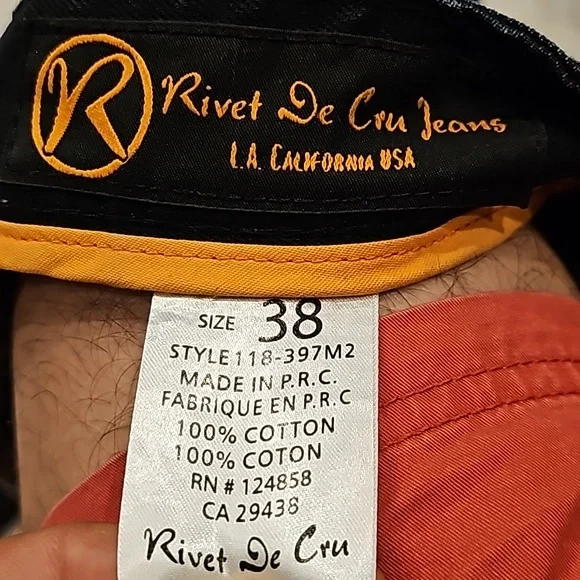 R
Rivet De Cru Jeans
L.A. CALIFORNIA USA
SIZE 38
STYLE118-397M2
MADE IN P.R.C.
FABRIQUE EN P.R.C
100% COTTON
100% COTON
RN # 124858
CA 29438
Rivet De Cru